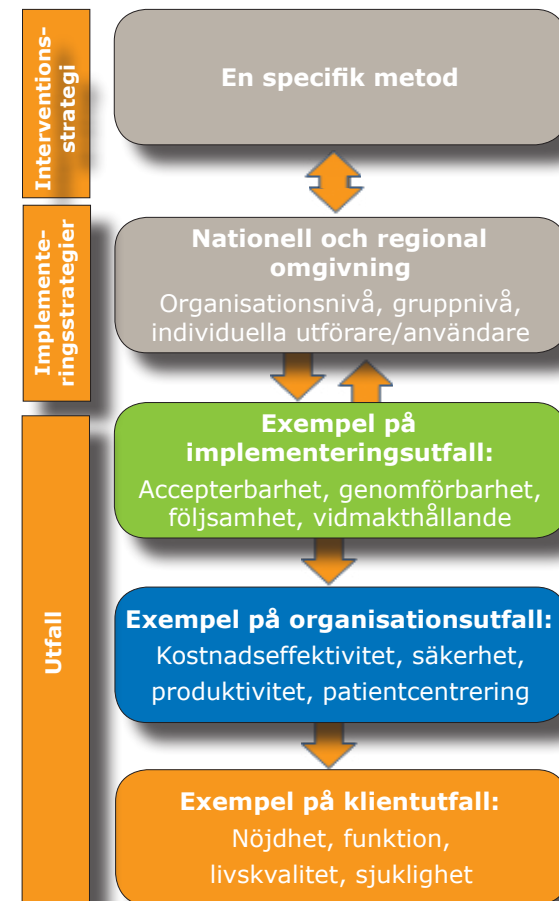 Interventions-
strategi
En specifik metod
Implemente-
ringsstrategier
Nationell och regional
omgivning
Organisationsnivå, gruppnivå,
individuella utförare/användare
Utfall
Exempel på
implementeringsutfall:
Accepterbarhet, genomförbarhet,
följsamhet, vidmakthållande
Exempel på organisationsutfall:
Kostnadseffektivitet, säkerhet,
produktivitet, patientcentrering
Exempel på klientutfall:
Nöjdhet, funktion,
livskvalitet, sjuklighet